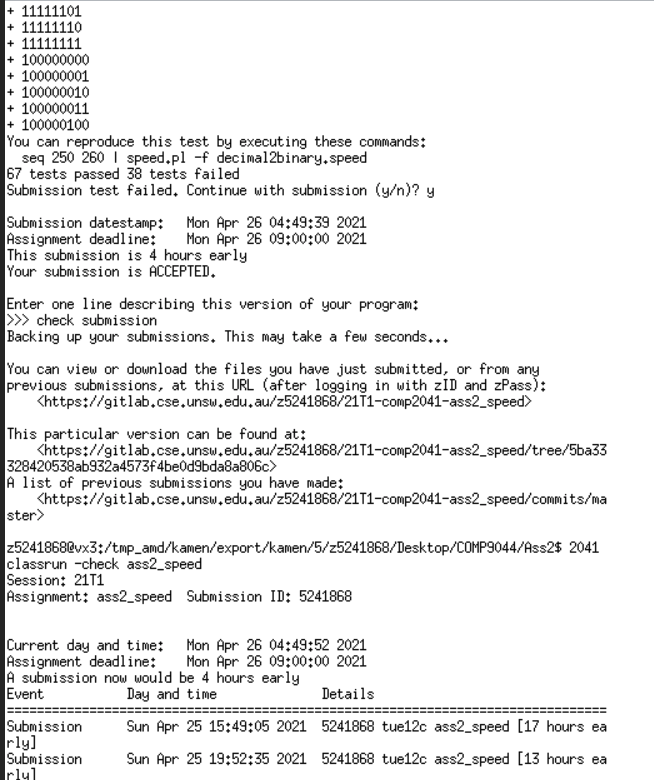 + 11111101
+ 11111110
+ 11111111
+ 100000000
+ 100000001
+ 100000010
+ 100000011
+ 100000100
You can reproduce this test by executing these commands:
  seq 250 260 | speed.pl -f decimal2binary.speed
67 tests passed 38 tests failed
Submission test failed. Continue with submission (y/n)? y

Submission datestamp:   Mon Apr 26 04:49:39 2021
Assignment deadline:    Mon Apr 26 09:00:00 2021
This submission is 4 hours early
Your submission is ACCEPTED.

Enter one line describing this version of your program:
>>> check submission
Backing up your submissions. This may take a few seconds...

You can view or download the files you have just submitted, or from any
previous submissions, at this URL (after logging in with zID and zPass):
    <https://gitlab.cse.unsw.edu.au/z5241868/21T1-comp2041-ass2_speed>

This particular version can be found at:
    <https://gitlab.cse.unsw.edu.au/z5241868/21T1-comp2041-ass2_speed/tree/5ba33
328420538ab932a4573f4be0d9bda8a806c>
A list of previous submissions you have made:
    <https://gitlab.cse.unsw.edu.au/z5241868/21T1-comp2041-ass2_speed/commits/ma
ster>

z5241868@vx3:/tmp_amd/kamen/export/kamen/5/z5241868/Desktop/COMP9044/Ass2$ 2041
classrun -check ass2_speed
Session: 21T1
Assignment: ass2_speed  Submission ID: 5241868


Current day and time:   Mon Apr 26 04:49:52 2021
Assignment deadline:    Mon Apr 26 09:00:00 2021
A submission now would be 4 hours early
Event           Day and time              Details
================================================================================
Submission      Sun Apr 25 15:49:05 2021  5241868 tue12c ass2_speed [17 hours ea
rly]
Submission      Sun Apr 25 19:52:35 2021  5241868 tue12c ass2_speed [13 hours ea
rly]